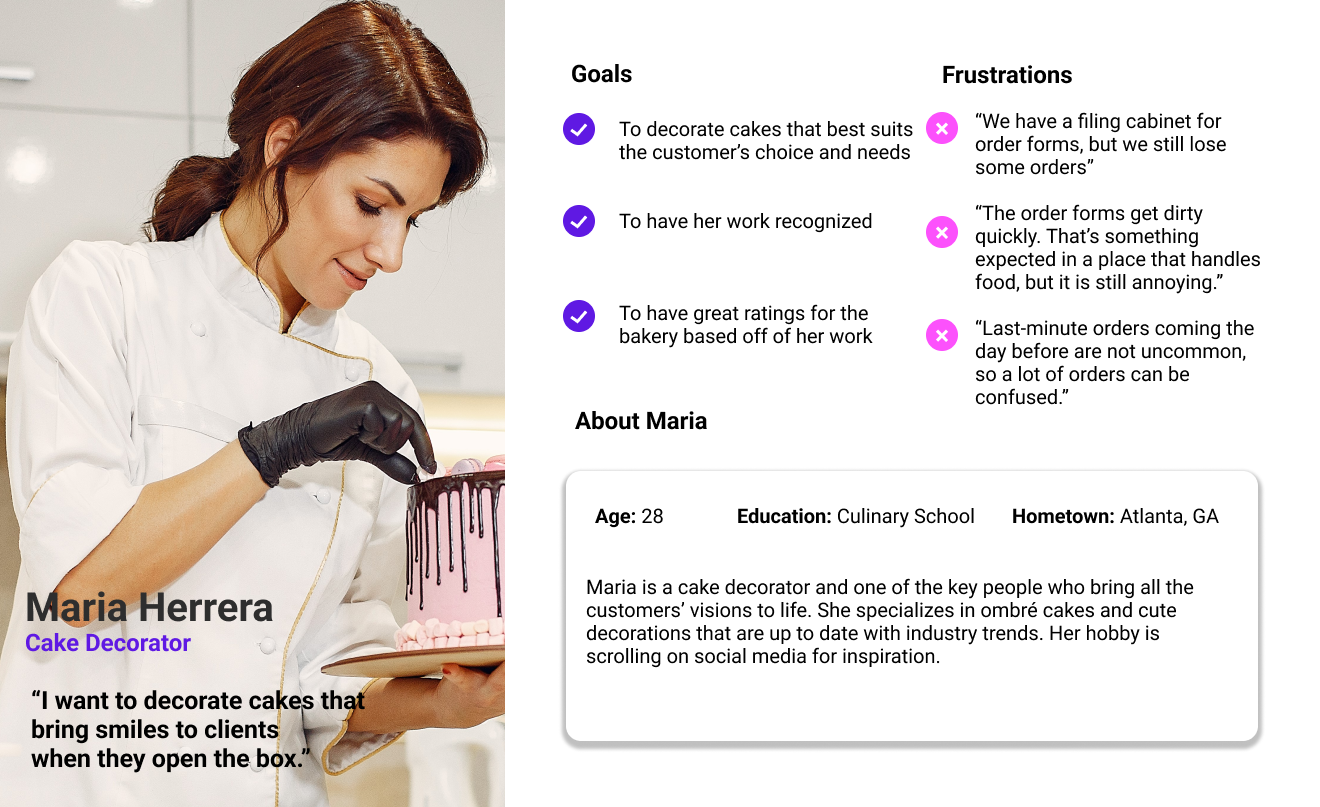 Maria Herrera
Cake Decorator
“I want to decorate cakes that
bring smiles to clients
when they open the box.”
Goals
To decorate cakes that best suits
the customer’s choice and needs
To have her work recognized
To have great ratings for the
bakery based off of her work
Frustrations
“We have a filing cabinet for
order forms, but we still lose
some orders”
“The order forms get dirty
quickly. That’s something
expected in a place that handles
food, but it is still annoying.”
“Last-minute orders coming the
day before are not uncommon,
so a lot of orders can be
confused.”
About Maria
Age: 28 Education: Culinary School Hometown: Atlanta, GA
Maria is a cake decorator and one of the key people who bring all the
customers’ visions to life. She specializes in ombré cakes and cute
decorations that are up to date with industry trends. Her hobby is
scrolling on social media for inspiration.